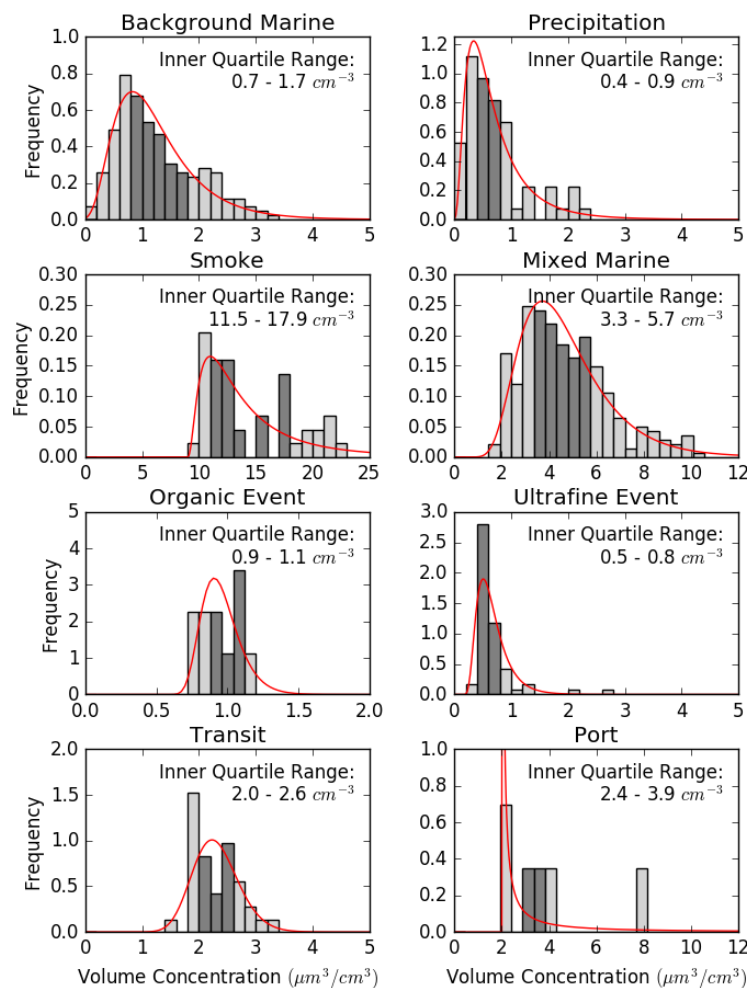 Background Marine
Precipitation
1.0
0.8
0.6
0.4
0.2
0.0
Frequency
Inner Quartile Range:
0.7 - 1.7 cm⁻³
0 1 2 3 4 5
1.2
1.0
0.8
0.6
0.4
0.2
0.0
Inner Quartile Range:
0.4 - 0.9 cm⁻³
0 2 4 6 8
Smoke
Mixed Marine
0.30
0.25
0.20
0.15
0.10
0.05
0.00
Frequency
Inner Quartile Range:
11.5 - 17.9 cm⁻³
0 5 10 15 20 25
0.30
0.25
0.20
0.15
0.10
0.05
0.00
Inner Quartile Range:
3.3 - 5.7 cm⁻³
0 2 4 6 8 10 12
Organic Event
Ultrafine Event
5
4
3
2
1
0
Frequency
Inner Quartile Range:
0.9 - 1.1 cm⁻³
0.0 0.5 1.0 1.5 2.0
3.0
2.5
2.0
1.5
1.0
0.5
0.0
Inner Quartile Range:
0.5 - 0.8 cm⁻³
0 1 2 3 4 5
Transit
Port
2.0
1.5
1.0
0.5
0.0
Frequency
Inner Quartile Range:
2.0 - 2.6 cm⁻³
0 1 2 3 4 5
Volume Concentration (μm³/cm³)
1.0
0.8
0.6
0.4
0.2
0.0
Inner Quartile Range:
2.4 - 3.9 cm⁻³
0 2 4 6 8 10 12
Volume Concentration (μm³/cm³)